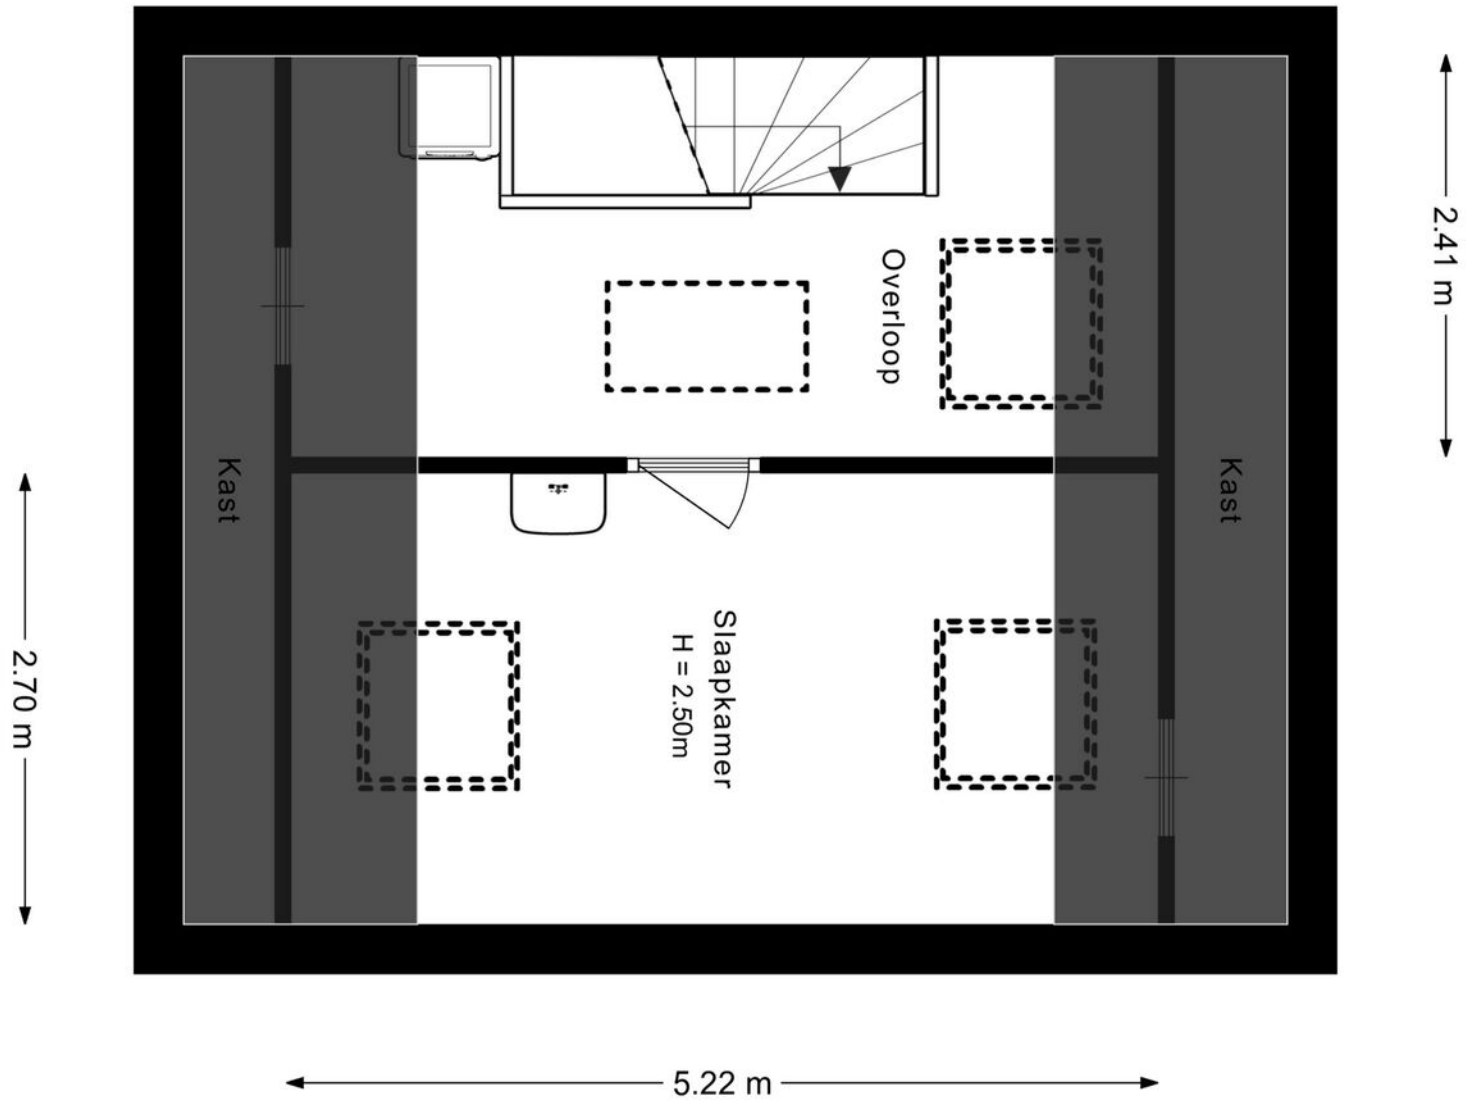 2.41 m
Overloop
Kast
Kast
Slaapkamer
H = 2.50m
2.70 m
5.22 m